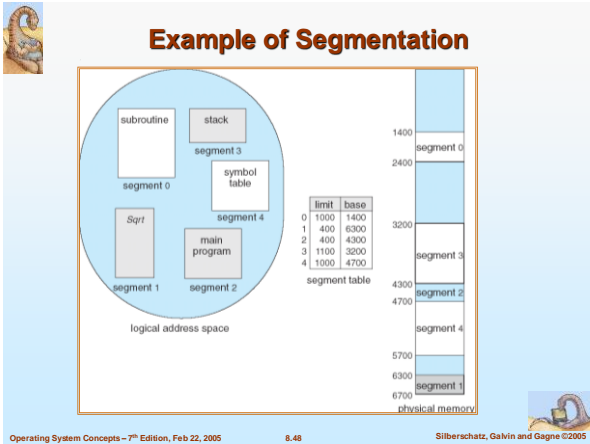 Example of Segmentation
subroutine
stack
segment 3
segment 0
symbol
table
segment 4
Sqrt
main
program
segment 1
segment 2
logical address space
limit base
0 1000 1400
1 400 6300
2 400 4300
3 1100 3200
4 1000 4700
segment table
1400
segment 0
2400
3200
segment 3
4300
segment 2
4700
segment 4
5700
6300
segment 1
6700
physical memory
Operating System Concepts – 7th Edition, Feb 22, 2005
8.48
Silberschatz, Galvin and Gagne ©2005